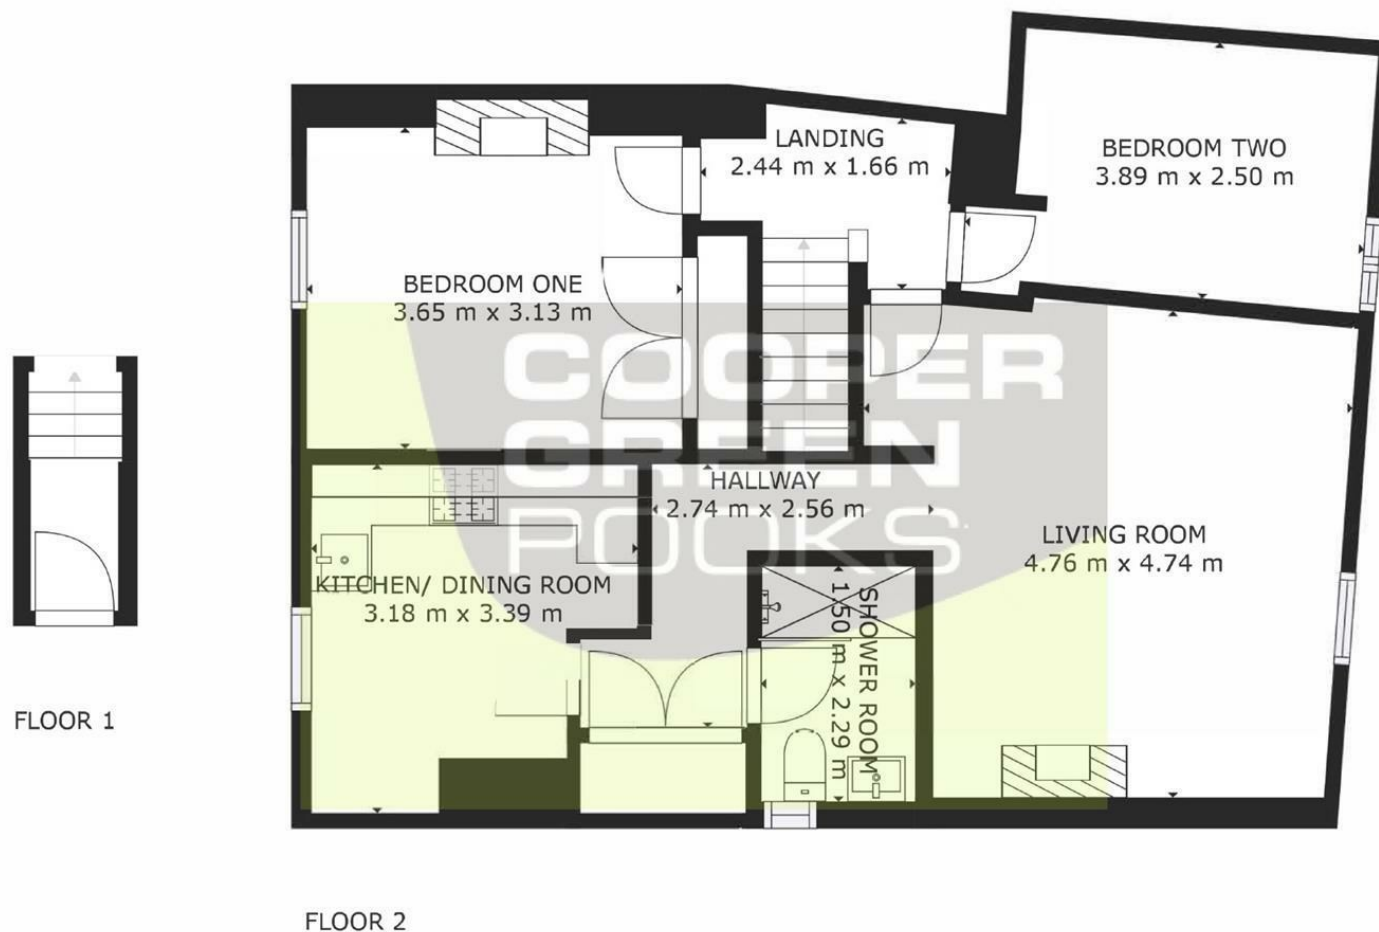 LANDING
2.44 m x 1.66 m
BEDROOM TWO
3.89 m x 2.50 m
BEDROOM ONE
3.65 m x 3.13 m
COOPER
GREEN
POOKS
HALLWAY
2.74 m x 2.56 m
LIVING ROOM
4.76 m x 4.74 m
KITCHEN/ DINING ROOM
3.18 m x 3.39 m
SHOWER ROOM
1.50 m x 2.29 m
FLOOR 1
FLOOR 2